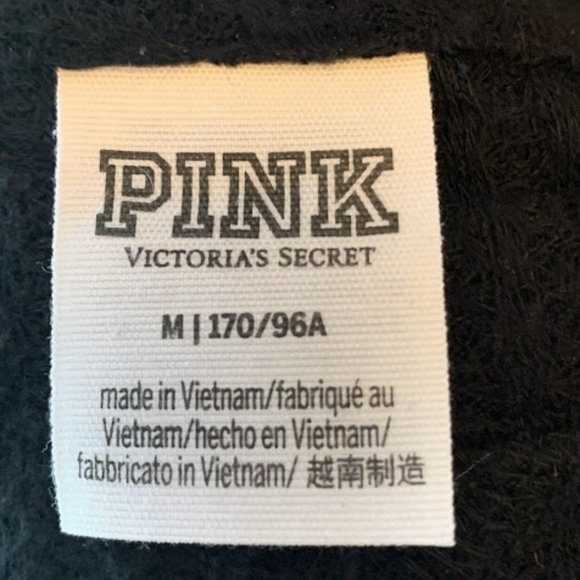 PINK
VICTORIA'S SECRET
M | 170/96A
made in Vietnam/fabriqué au
Vietnam/hecho en Vietnam/
fabbricato in Vietnam/ 越南制造